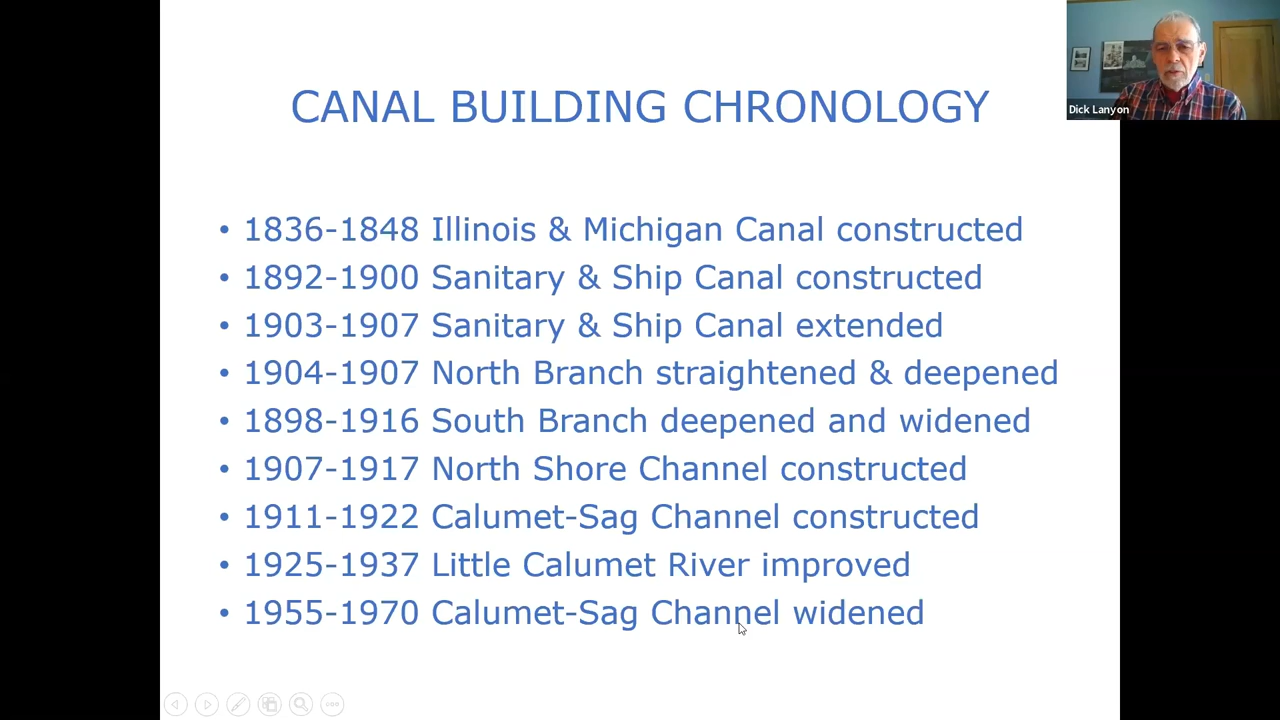 CANAL BUILDING CHRONOLOGY
Dick Lanyon
• 1836-1848 Illinois & Michigan Canal constructed
• 1892-1900 Sanitary & Ship Canal constructed
• 1903-1907 Sanitary & Ship Canal extended
• 1904-1907 North Branch straightened & deepened
• 1898-1916 South Branch deepened and widened
• 1907-1917 North Shore Channel constructed
• 1911-1922 Calumet-Sag Channel constructed
• 1925-1937 Little Calumet River improved
• 1955-1970 Calumet-Sag Channel widened